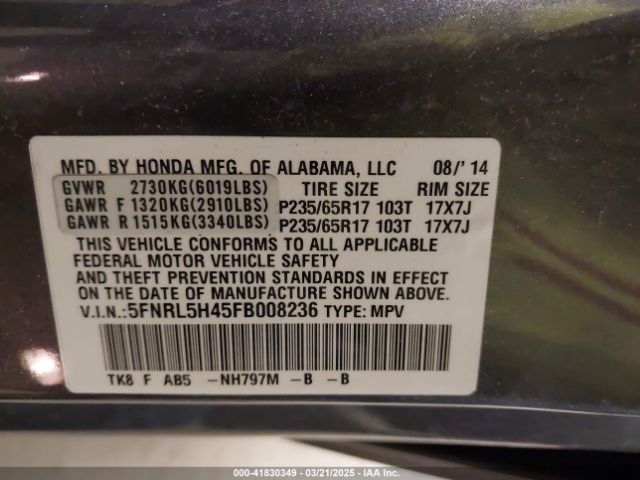 MFD. BY HONDA MFG. OF ALABAMA, LLC 08/'14
GVWR 2730KG(6019LBS) TIRE SIZE RIM SIZE
GAWR F 1320KG(2910LBS) P235/65R17 103T 17X7J
GAWR R 1515KG(3340LBS) P235/65R17 103T 17X7J
THIS VEHICLE CONFORMS TO ALL APPLICABLE
FEDERAL MOTOR VEHICLE SAFETY
AND THEFT PREVENTION STANDARDS IN EFFECT
ON THE DATE OF MANUFACTURE SHOWN ABOVE.
V.I.N.:5FNRL5H45FB008236 TYPE: MPV
TK8 F AB5 -NH797M -B -B
000-41830349 - 03/21/2025 - IAA Inc.